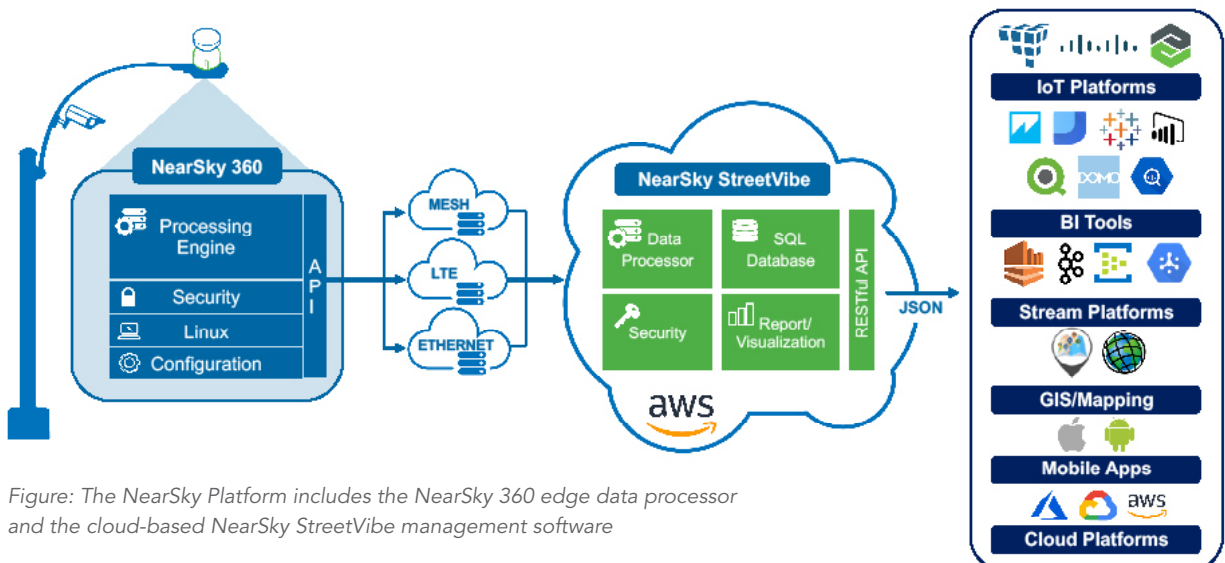 NearSky 360
Processing
Engine
Security
Linux
Configuration
API
MESH
LTE
ETHERNET
NearSky StreetVibe
Data
Processor
SQL
Database
Security
Report/
Visualization
RESTful API
aws
JSON
IoT Platforms
DOMO
BI Tools
Stream Platforms
GIS/Mapping
Mobile Apps
aws
Cloud Platforms
Figure: The NearSky Platform includes the NearSky 360 edge data processor
and the cloud-based NearSky StreetVibe management software